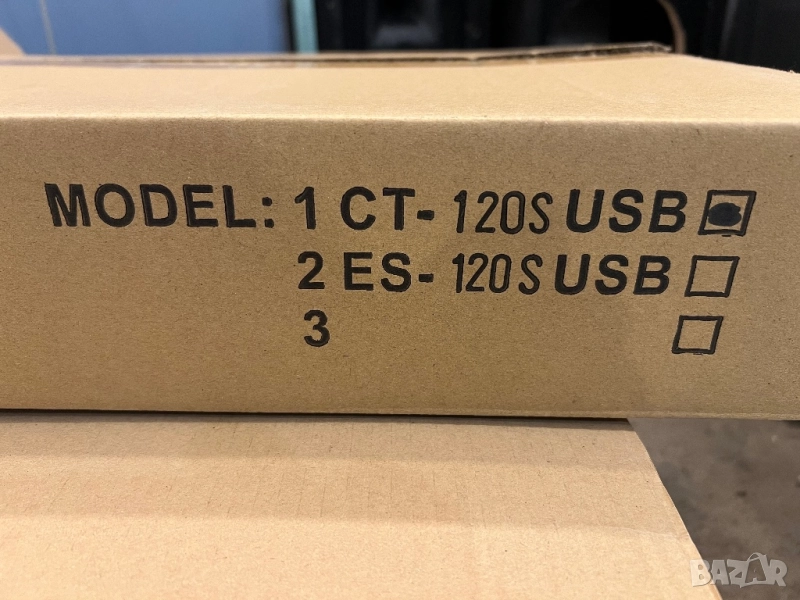 MODEL: 1 CT- 120S USB
2 ES- 120S USB
3
BAZAR